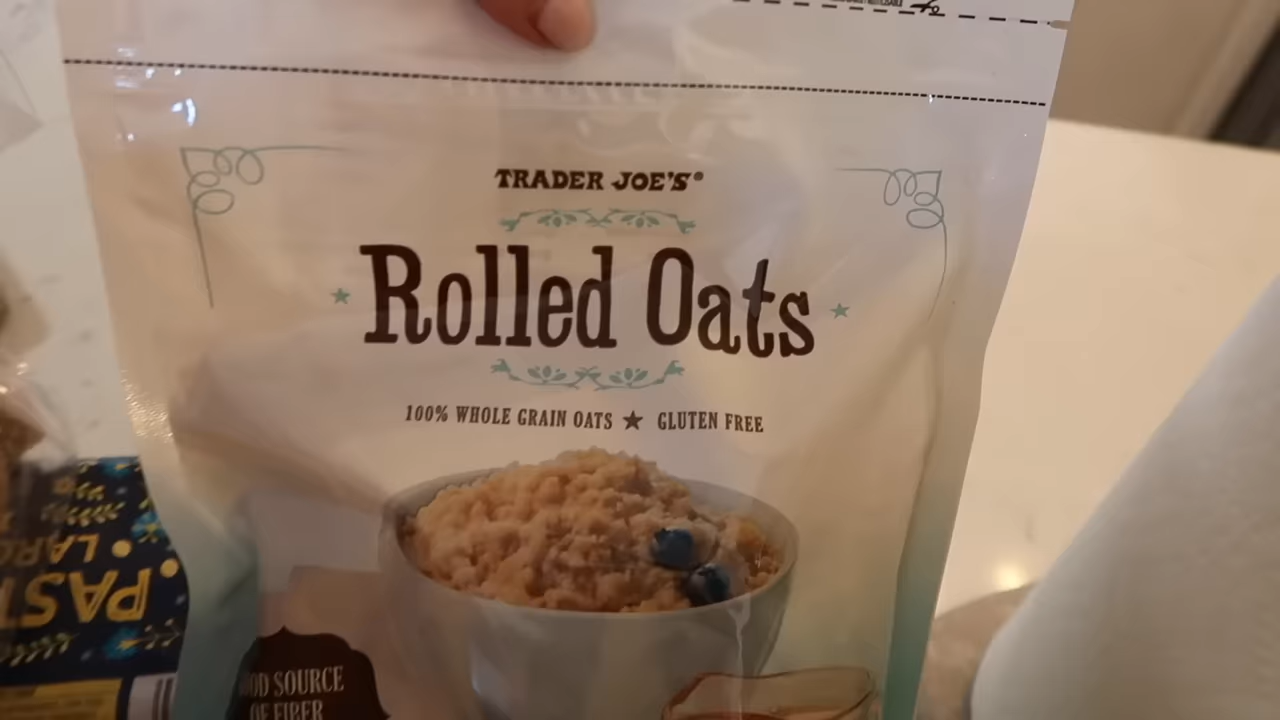 TRADER JOE'S®
Rolled Oats
100% WHOLE GRAIN OATS ★ GLUTEN FREE
OD SOURCE
OF FIBER
LARG
PAST